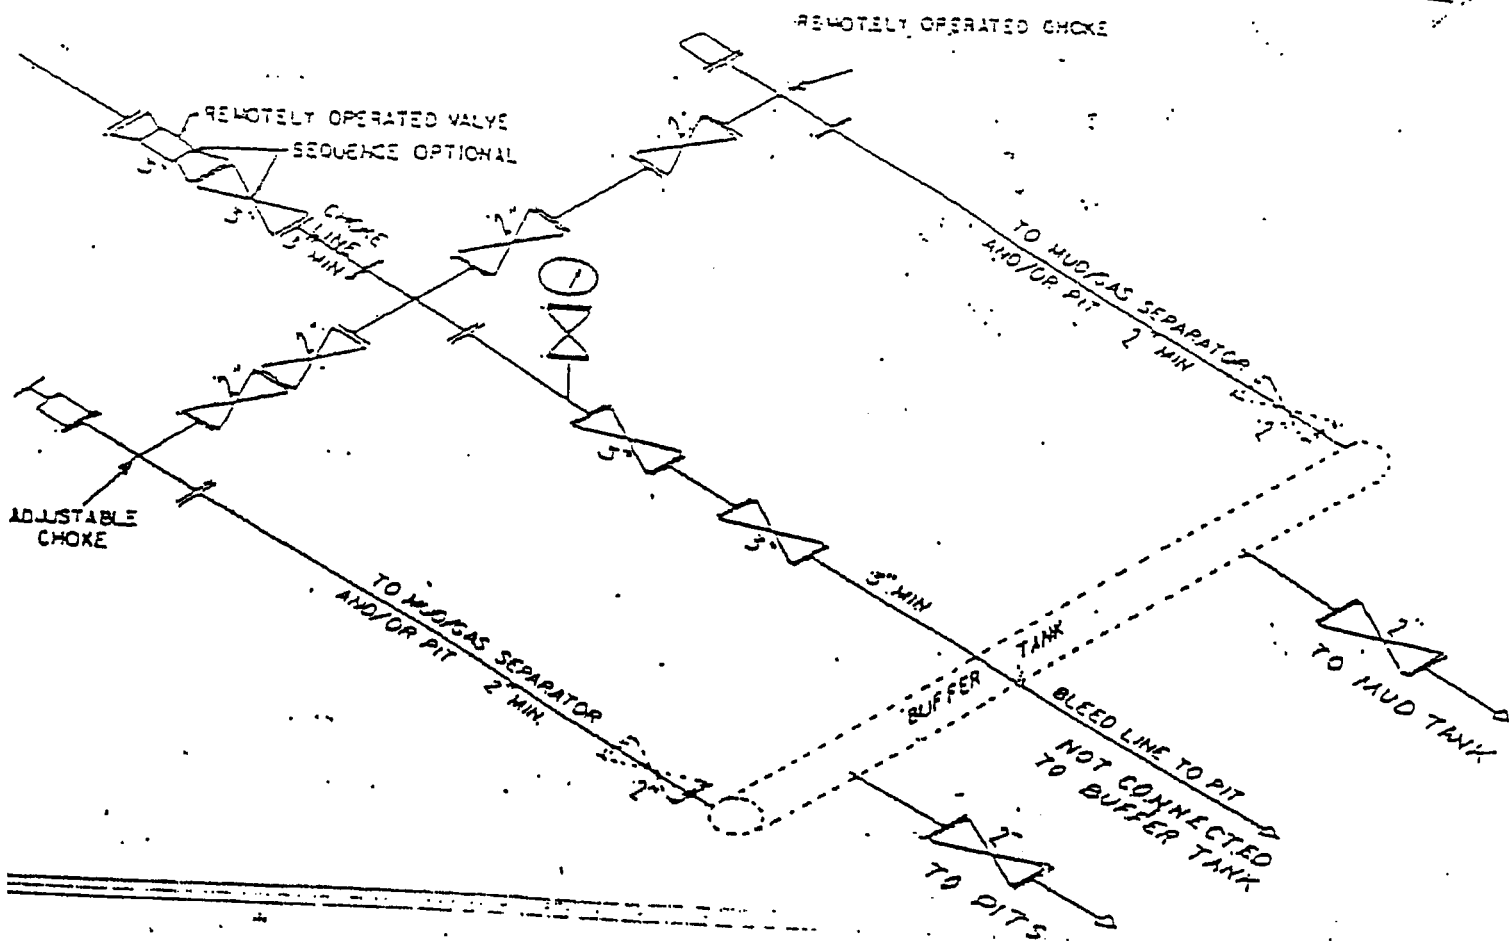 REMOTELY OPERATED CHOKE
REMOTELY OPERATED VALVE
SEQUENCE OPTIONAL
3"
3"
CHOKE
LINE
3"
MIN
2"
2"
2"
2"
ADJUSTABLE
CHOKE
TO MUD/GAS SEPARATOR
AND/OR PIT
2" MIN
2"
3"
3"
3" MIN
TO MUD/GAS SEPARATOR
AND/OR PIT
2" MIN.
2"
BUFFER TANK
2"
TO MUD TANK
BLEED LINE TO PIT
NOT CONNECTED
TO BUFFER TANK
2"
TO PITS